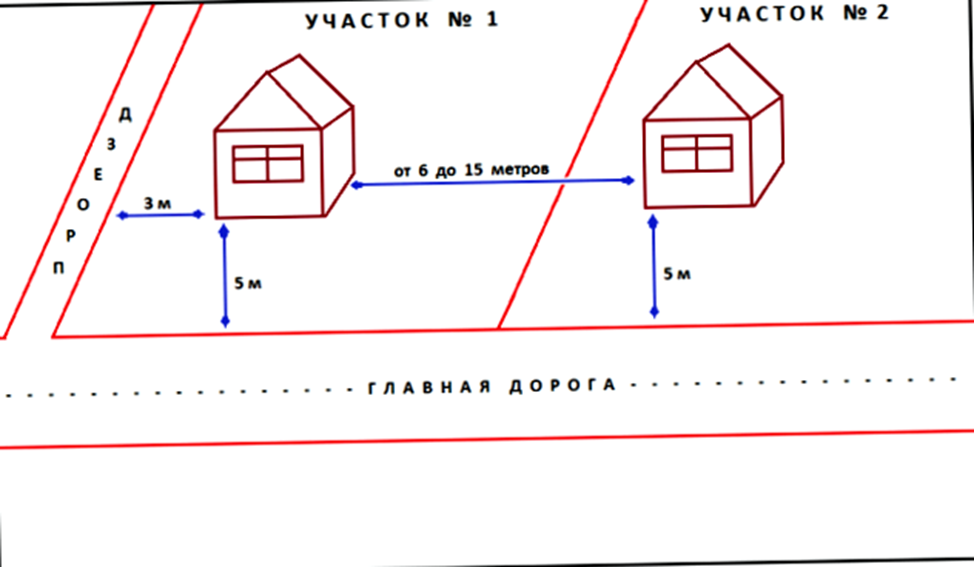 УЧАСТОК № 1
УЧАСТОК № 2
ПРОЕЗД
от 6 до 15 метров
3 м
5 м
5 м
ГЛАВНАЯ ДОРОГА